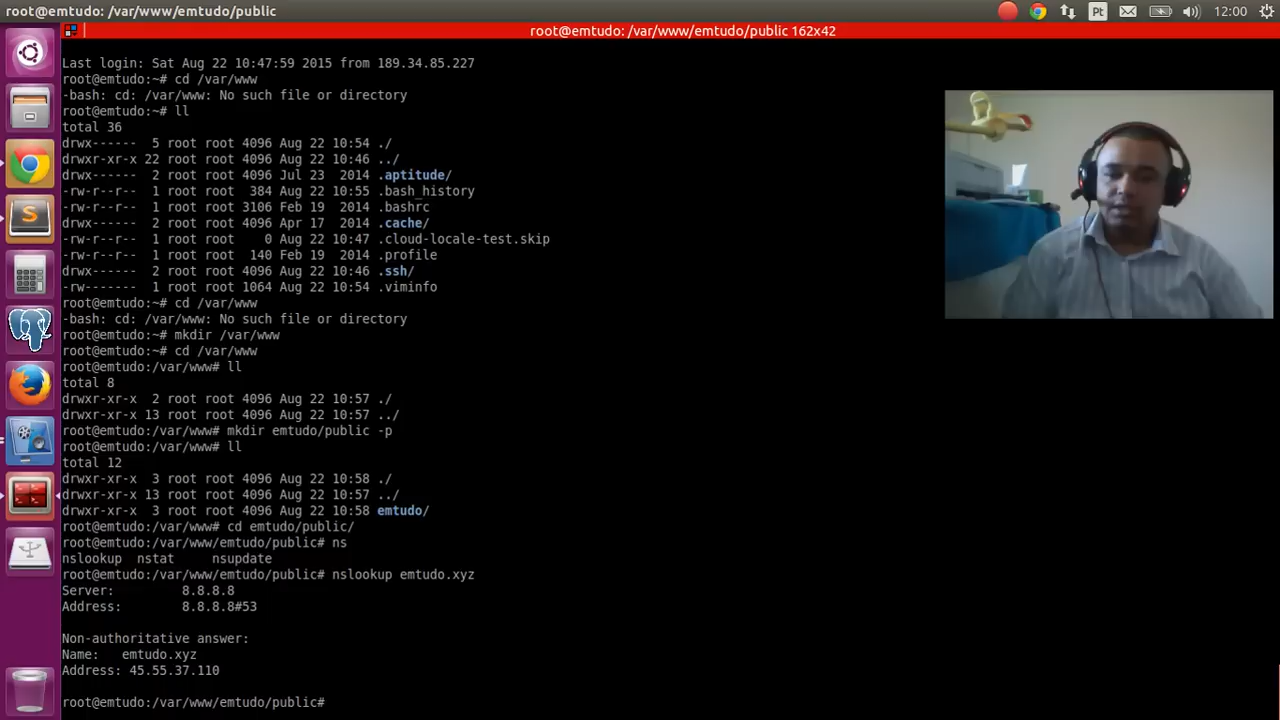 root@emtudo: /var/www/emtudo/public
Pt
12:00
root@emtudo: /var/www/emtudo/public 162x42
Last login: Sat Aug 22 10:47:59 2015 from 189.34.85.227
root@emtudo:~# cd /var/www
-bash: cd: /var/www: No such file or directory
root@emtudo:~# ll
total 36
drwx------  5 root root 4096 Aug 22 10:54 ./
drwxr-xr-x 22 root root 4096 Aug 22 10:46 ../
drwx------  2 root root 4096 Jul 23  2014 .aptitude/
-rw-r--r--  1 root root  384 Aug 22 10:55 .bash_history
-rw-r--r--  1 root root 3106 Feb 19  2014 .bashrc
drwx------  2 root root 4096 Apr 17  2014 .cache/
-rw-r--r--  1 root root    0 Aug 22 10:47 .cloud-locale-test.skip
-rw-r--r--  1 root root  140 Feb 19  2014 .profile
drwx------  2 root root 4096 Aug 22 10:46 .ssh/
-rw-------  1 root root 1064 Aug 22 10:54 .viminfo
root@emtudo:~# cd /var/www
-bash: cd: /var/www: No such file or directory
root@emtudo:~# mkdir /var/www
root@emtudo:~# cd /var/www
root@emtudo:/var/www# ll
total 8
drwxr-xr-x  2 root root 4096 Aug 22 10:57 ./
drwxr-xr-x 13 root root 4096 Aug 22 10:57 ../
root@emtudo:/var/www# mkdir emtudo/public -p
root@emtudo:/var/www# ll
total 12
drwxr-xr-x  3 root root 4096 Aug 22 10:58 ./
drwxr-xr-x 13 root root 4096 Aug 22 10:57 ../
drwxr-xr-x  3 root root 4096 Aug 22 10:58 emtudo/
root@emtudo:/var/www# cd emtudo/public/
root@emtudo:/var/www/emtudo/public# ns
nslookup  nstat     nsupdate
root@emtudo:/var/www/emtudo/public# nslookup emtudo.xyz
Server:        8.8.8.8
Address:       8.8.8.8#53
Non-authoritative answer:
Name:   emtudo.xyz
Address: 45.55.37.110
root@emtudo:/var/www/emtudo/public#